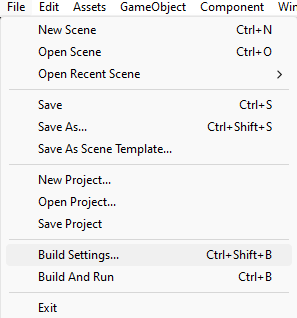 File Edit Assets GameObject Component Win
New Scene Ctrl+N
Open Scene Ctrl+O
Open Recent Scene
Save Ctrl+S
Save As... Ctrl+Shift+S
Save As Scene Template...
New Project...
Open Project...
Save Project
Build Settings... Ctrl+Shift+B
Build And Run Ctrl+B
Exit